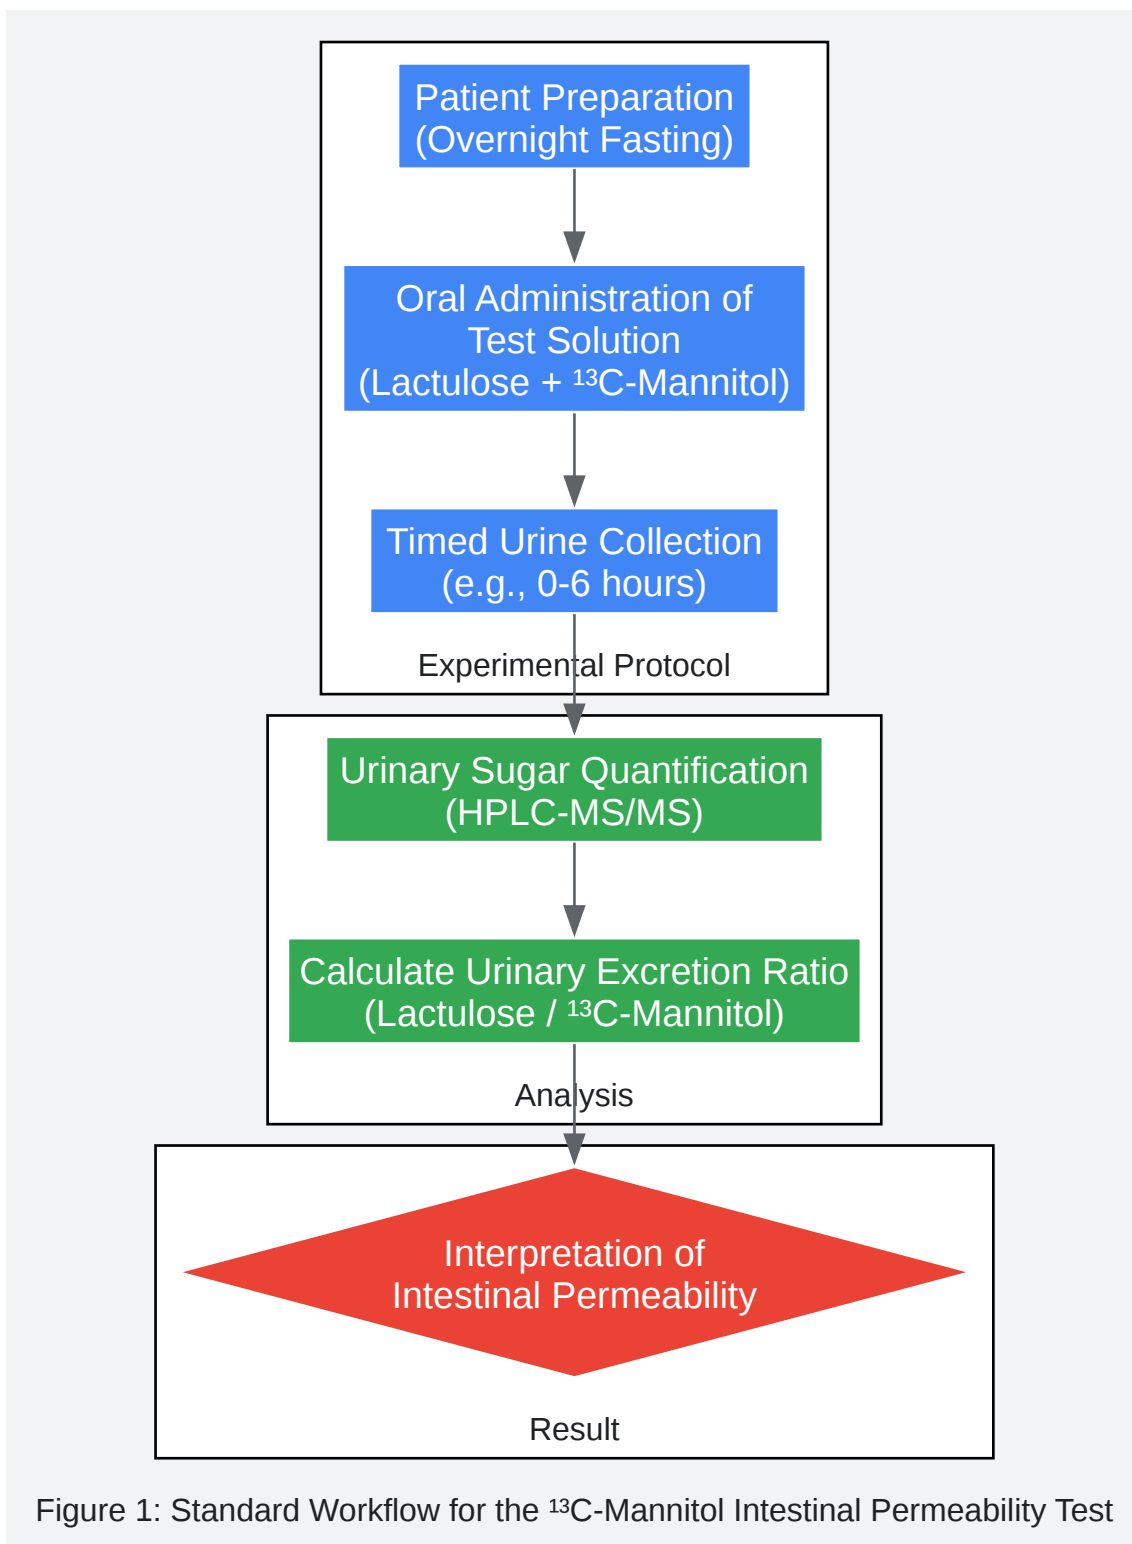 Patient Preparation
(Overnight Fasting)
Oral Administration of
Test Solution
(Lactulose + ¹³C-Mannitol)
Timed Urine Collection
(e.g., 0-6 hours)
Experimental Protocol
Urinary Sugar Quantification
(HPLC-MS/MS)
Calculate Urinary Excretion Ratio
(Lactulose / ¹³C-Mannitol)
Analysis
Interpretation of
Intestinal Permeability
Result
Figure 1: Standard Workflow for the ¹³C-Mannitol Intestinal Permeability Test